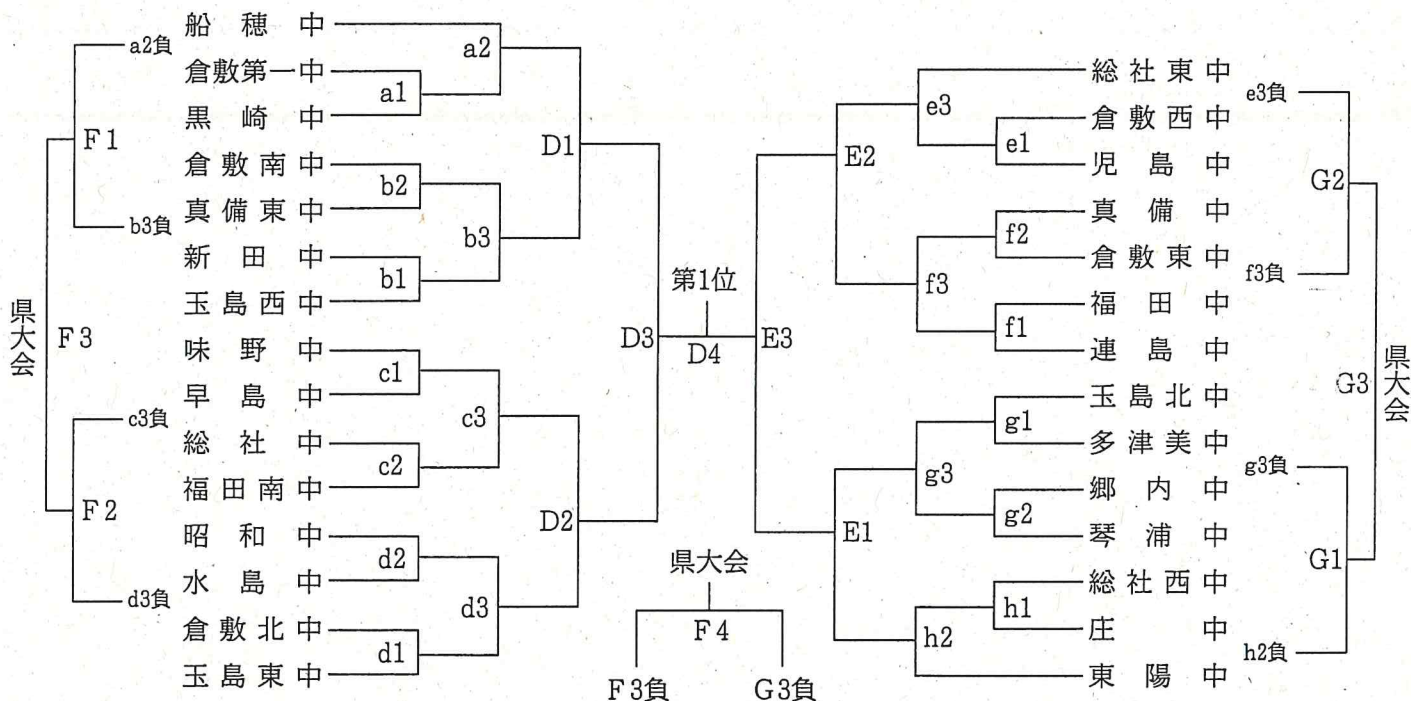 船穂中
a2負
a2
倉敷第一中
a1
黒崎中
F1
D1
倉敷南中
b2
真備東中
b3負
b3
新田中
b1
玉島西中
県大会
F3
味野中
c1
早島中
c3負
c3
総社中
c2
福田南中
F2
D2
昭和中
d2
水島中
d3負
d3
倉敷北中
d1
玉島東中
第1位
D3
D4
E3
県大会
F4
F3負
G3負
総社東中
e3負
e3
倉敷西中
e1
児島中
E2
G2
真備中
f2
倉敷東中
f3負
f3
福田中
f1
連島中
G3
県大会
玉島北中
g1
多津美中
g3負
g3
郷内中
g2
琴浦中
E1
G1
総社西中
h1
庄中
h2負
h2
東陽中